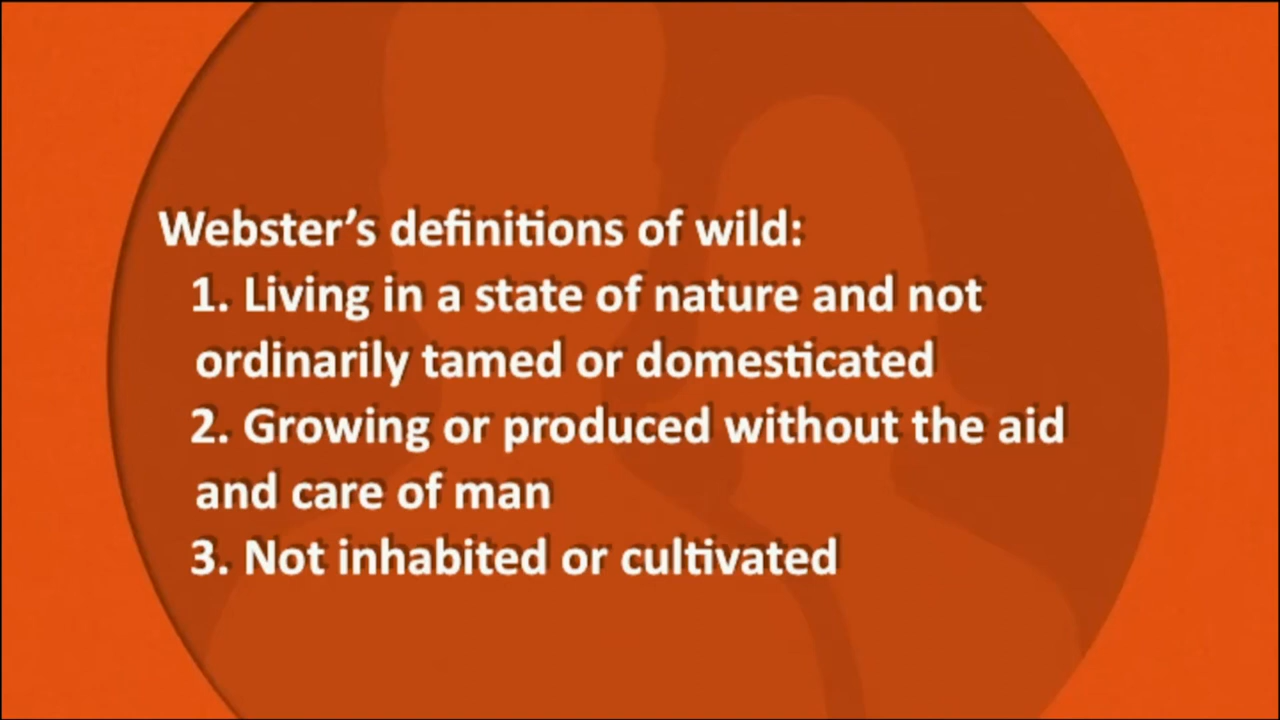 Webster’s definitions of wild:
1. Living in a state of nature and not
ordinarily tamed or domesticated
2. Growing or produced without the aid
and care of man
3. Not inhabited or cultivated